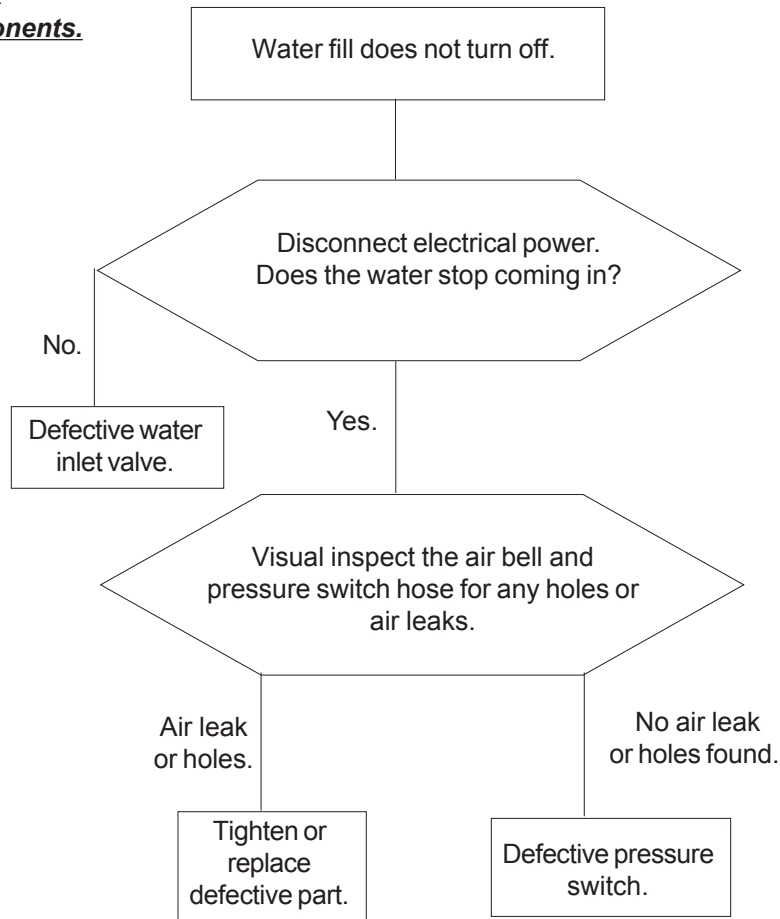 onents.
Water fill does not turn off.
Disconnect electrical power.
Does the water stop coming in?
No.
Defective water
inlet valve.
Yes.
Visual inspect the air bell and
pressure switch hose for any holes or
air leaks.
Air leak
or holes.
No air leak
or holes found.
Tighten or
replace
defective part.
Defective pressure
switch.